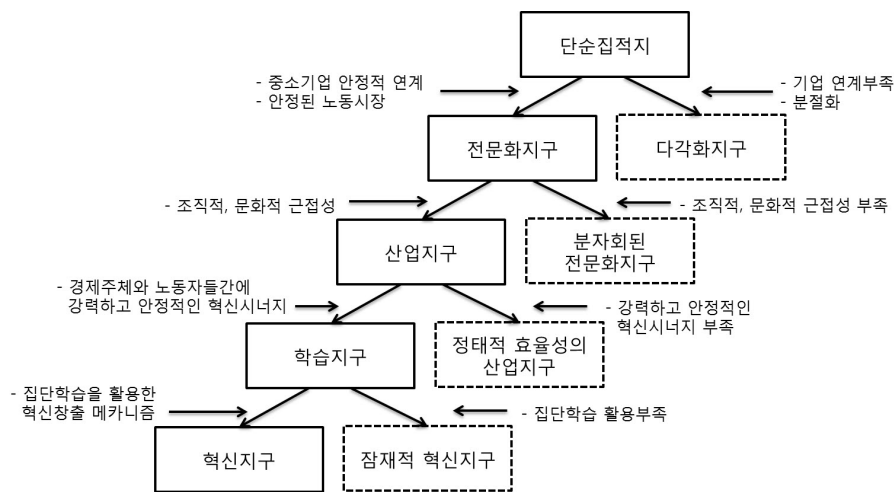 단순집적지
- 중소기업 안정적 연계
- 안정된 노동시장
- 기업 연계부족
- 분절화
전문화지구
다각화지구
- 조직적, 문화적 근접성
- 조직적, 문화적 근접성 부족
산업지구
분자회된
전문화지구
- 경제주체와 노동자들간에
강력하고 안정적인 혁신시너지
- 강력하고 안정적인
혁신시너지 부족
학습지구
정태적 효율성의
산업지구
- 집단학습을 활용한
혁신창출 메카니즘
- 집단학습 활용부족
혁신지구
잠재적 혁신지구